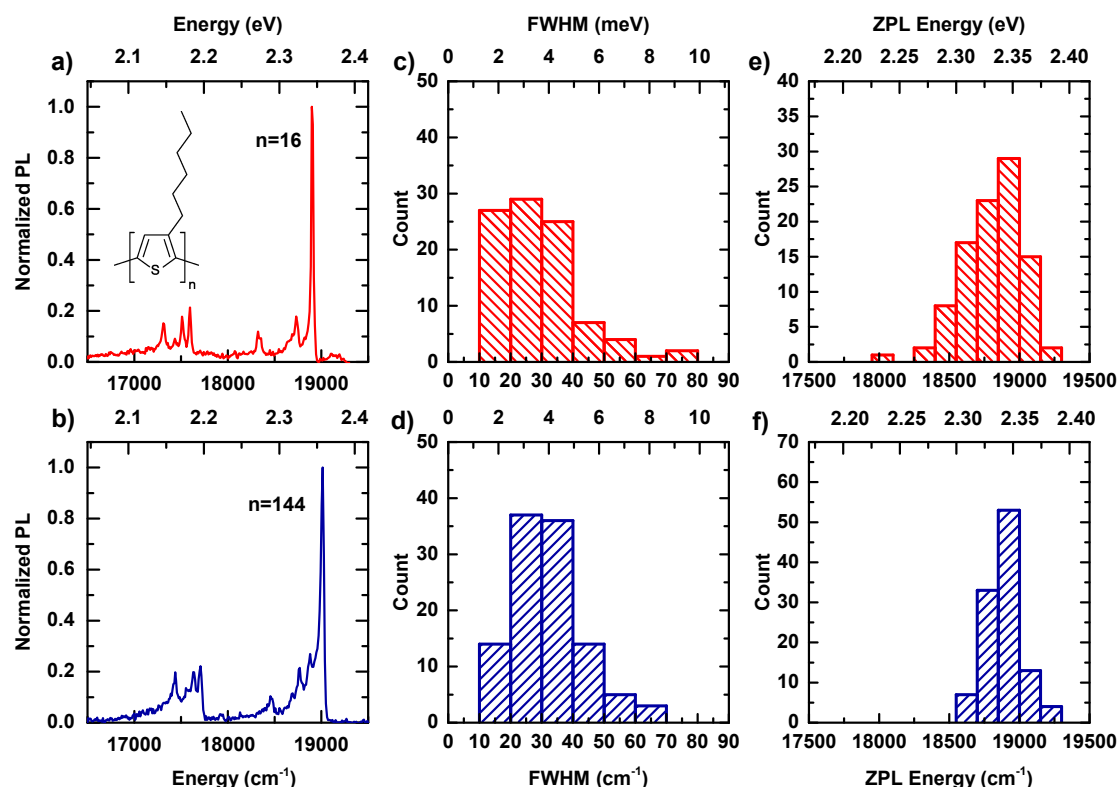 Energy (eV)
2.1 2.2 2.3 2.4
a)
Normalized PL
1.0
0.8
0.6
0.4
0.2
0.0
n=16
S
n
17000 18000 19000
FWHM (meV)
0 2 4 6 8 10
c)
Count
50
40
30
20
10
0
0 10 20 30 40 50 60 70 80 90
ZPL Energy (eV)
2.20 2.25 2.30 2.35 2.40
e)
Count
40
35
30
25
20
15
10
5
0
17500 18000 18500 19000 19500
2.1 2.2 2.3 2.4
b)
Normalized PL
1.0
0.8
0.6
0.4
0.2
0.0
n=144
17000 18000 19000
Energy (cm⁻¹)
0 2 4 6 8 10
d)
Count
50
40
30
20
10
0
0 10 20 30 40 50 60 70 80 90
FWHM (cm⁻¹)
2.20 2.25 2.30 2.35 2.40
f)
Count
70
60
50
40
30
20
10
0
17500 18000 18500 19000 19500
ZPL Energy (cm⁻¹)